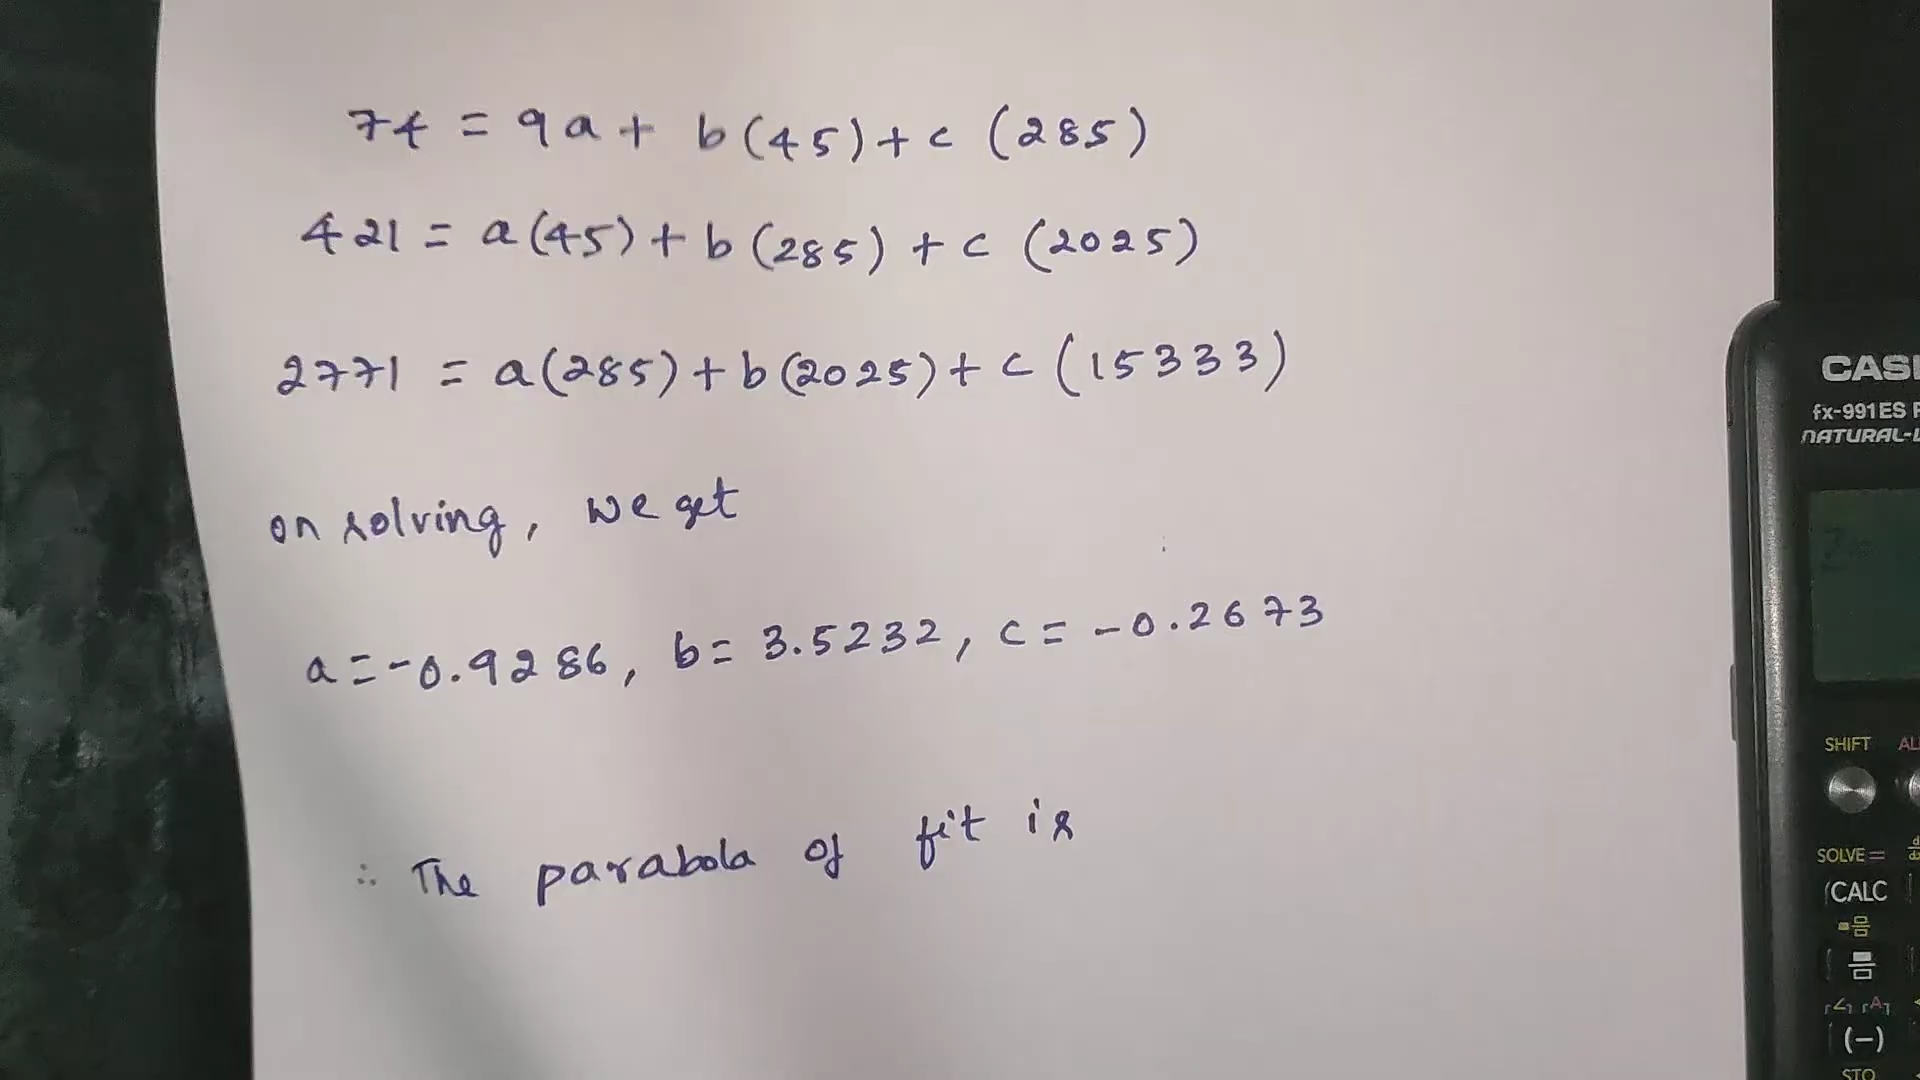 74 = 9a + b(45) + c (285)
421 = a(45) + b(285) + c (2025)
2771 = a(285) + b(2025) + c (15333)
on solving, we get
a = -0.9286, b = 3.5232, c = -0.2673
∴ The parabola of fit is
CASI
fx-991ES P
NATURAL-
SHIFT AL
SOLVE =
CALC
(-)
STO